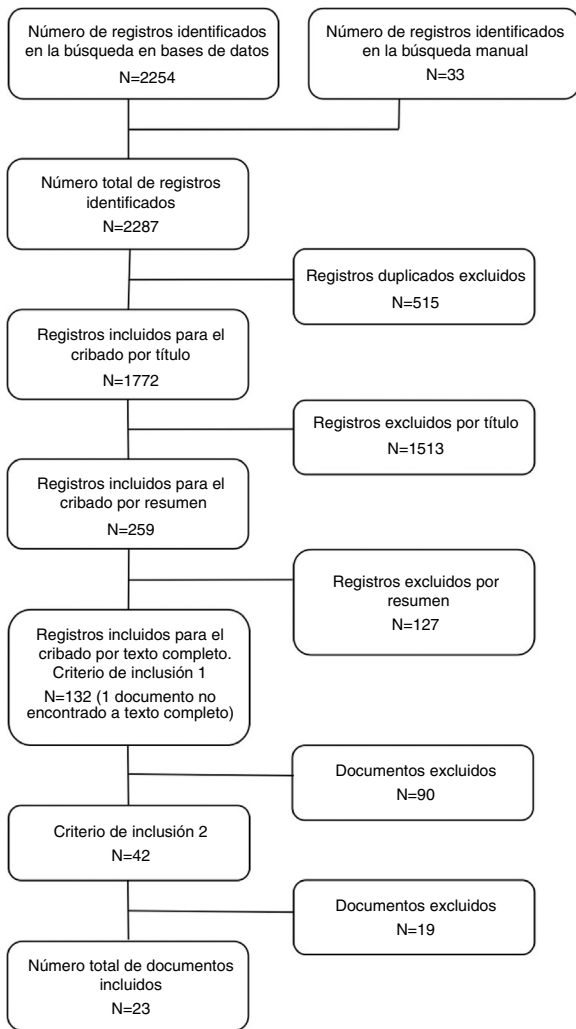 Número de registros identificados
en la búsqueda en bases de datos
N=2254
Número de registros identificados
en la búsqueda manual
N=33
Número total de registros
identificados
N=2287
Registros duplicados excluidos
N=515
Registros incluidos para el
cribado por título
N=1772
Registros excluidos por título
N=1513
Registros incluidos para el
cribado por resumen
N=259
Registros excluidos por
resumen
N=127
Registros incluidos para el
cribado por texto completo.
Criterio de inclusión 1
N=132 (1 documento no
encontrado a texto completo)
Documentos excluidos
N=90
Criterio de inclusión 2
N=42
Documentos excluidos
N=19
Número total de documentos
incluidos
N=23